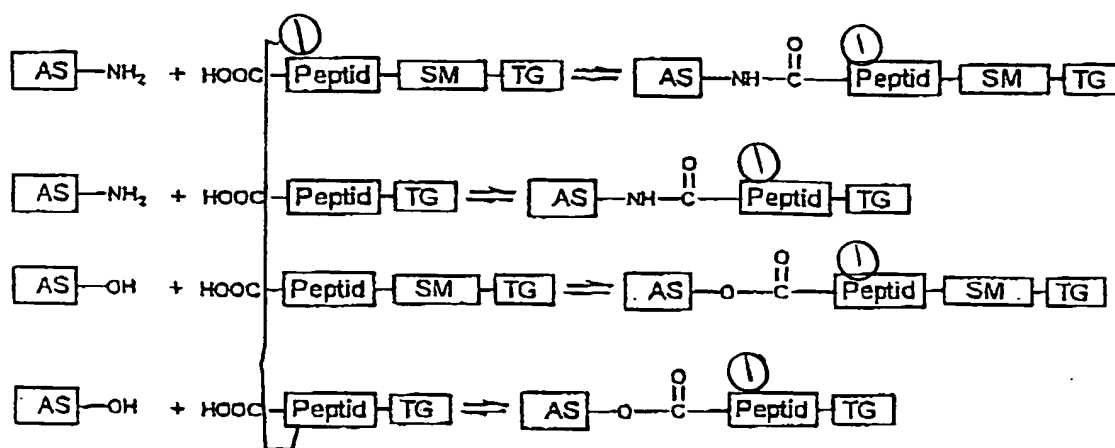 AS—NH₂ + HOOC—Peptid—SM—TG ⇌ AS—NH—C(=O)—Peptid—SM—TG
AS—NH₂ + HOOC—Peptid—TG ⇌ AS—NH—C(=O)—Peptid—TG
AS—OH + HOOC—Peptid—SM—TG ⇌ AS—O—C(=O)—Peptid—SM—TG
AS—OH + HOOC—Peptid—TG ⇌ AS—O—C(=O)—Peptid—TG